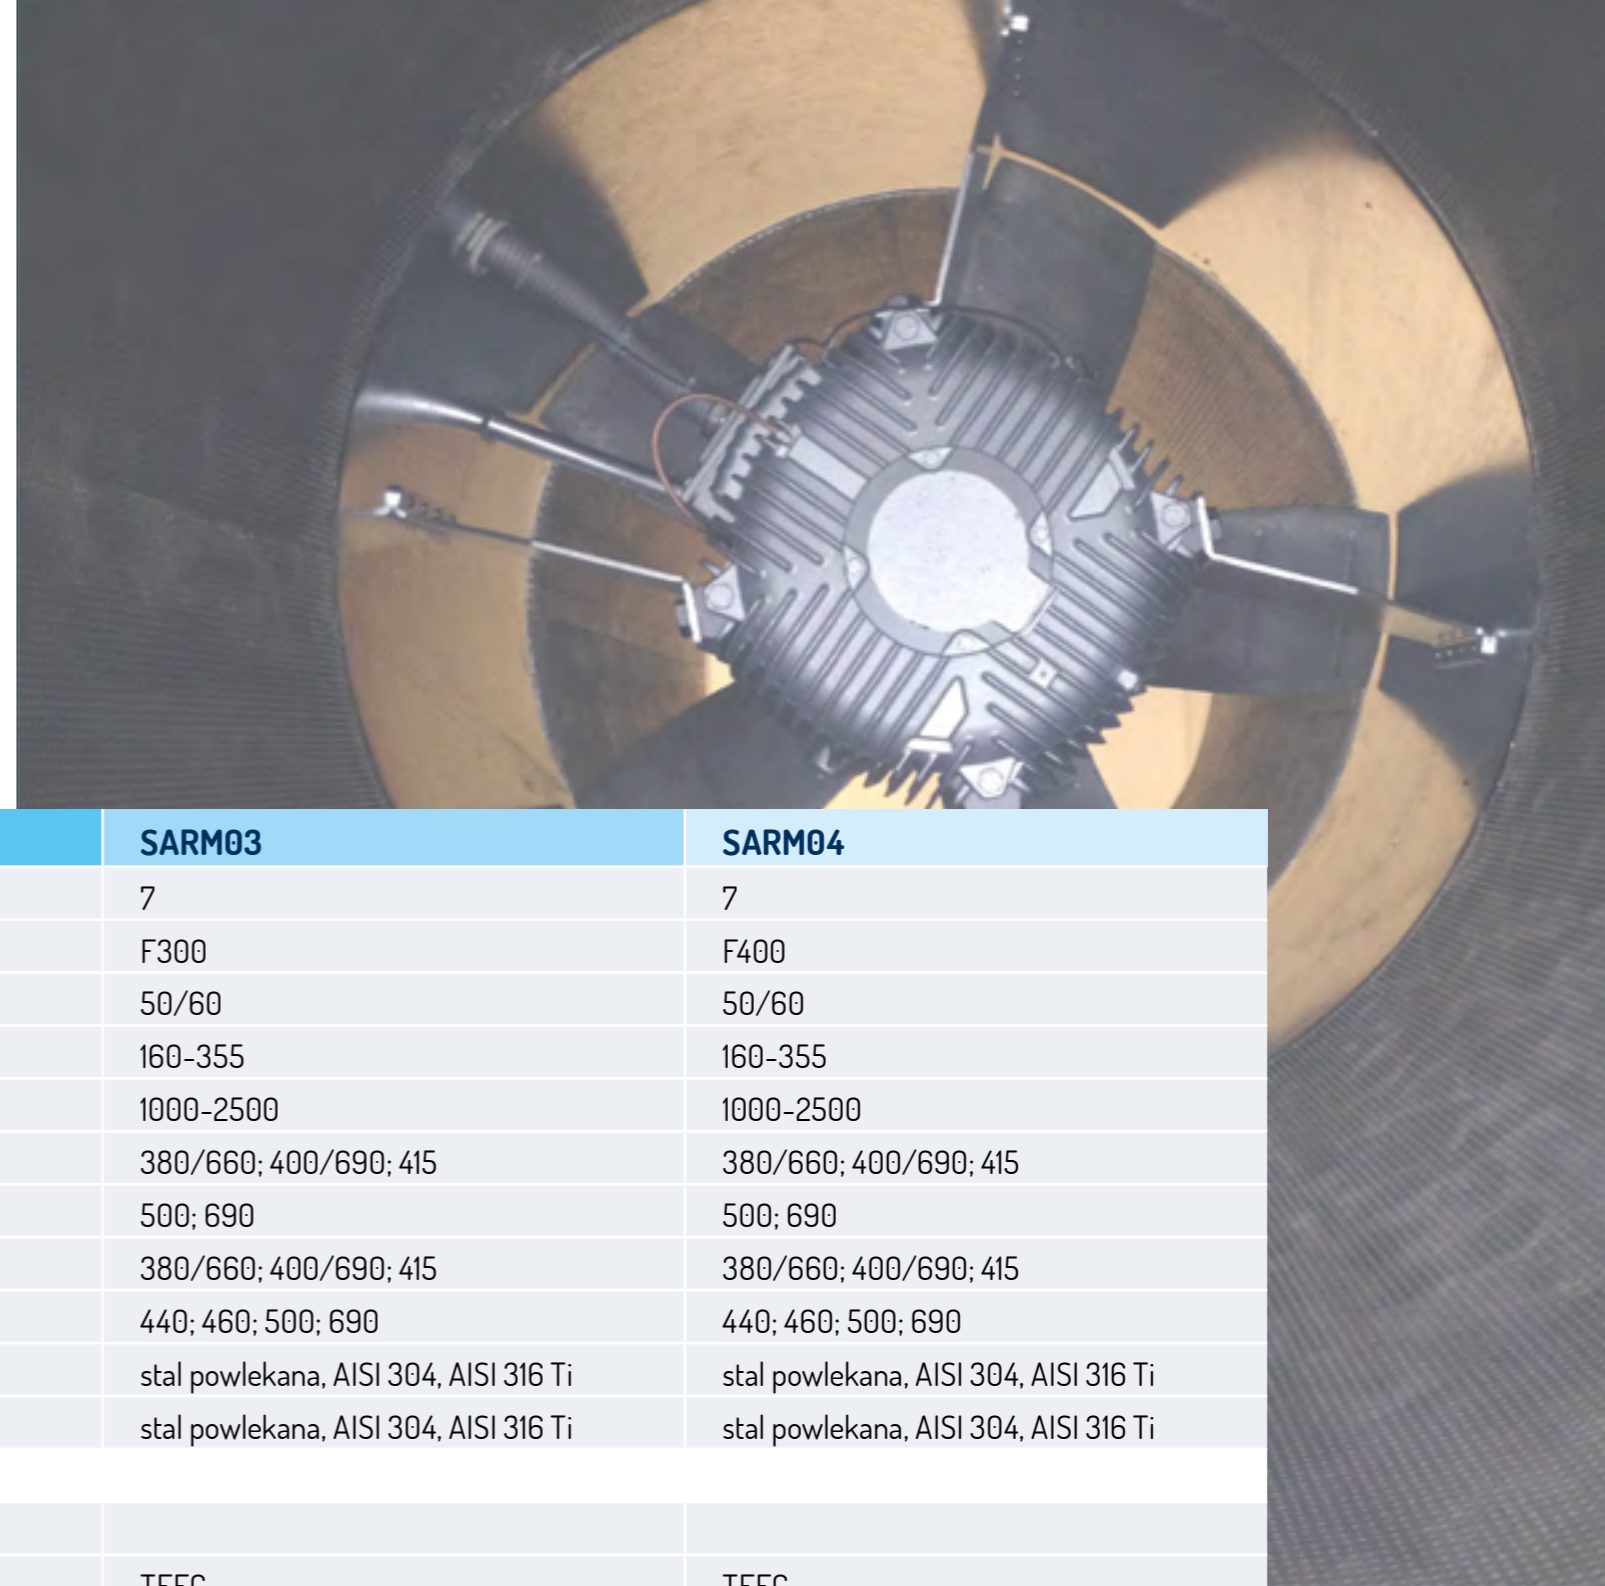 SARM03 SARM04
7 7
F300 F400
50/60 50/60
160-355 160-355
1000-2500 1000-2500
380/660; 400/690; 415 380/660; 400/690; 415
500; 690 500; 690
380/660; 400/690; 415 380/660; 400/690; 415
440; 460; 500; 690 440; 460; 500; 690
stal powlekana, AISI 304, AISI 316 Ti stal powlekana, AISI 304, AISI 316 Ti
stal powlekana, AISI 304, AISI 316 Ti stal powlekana, AISI 304, AISI 316 Ti